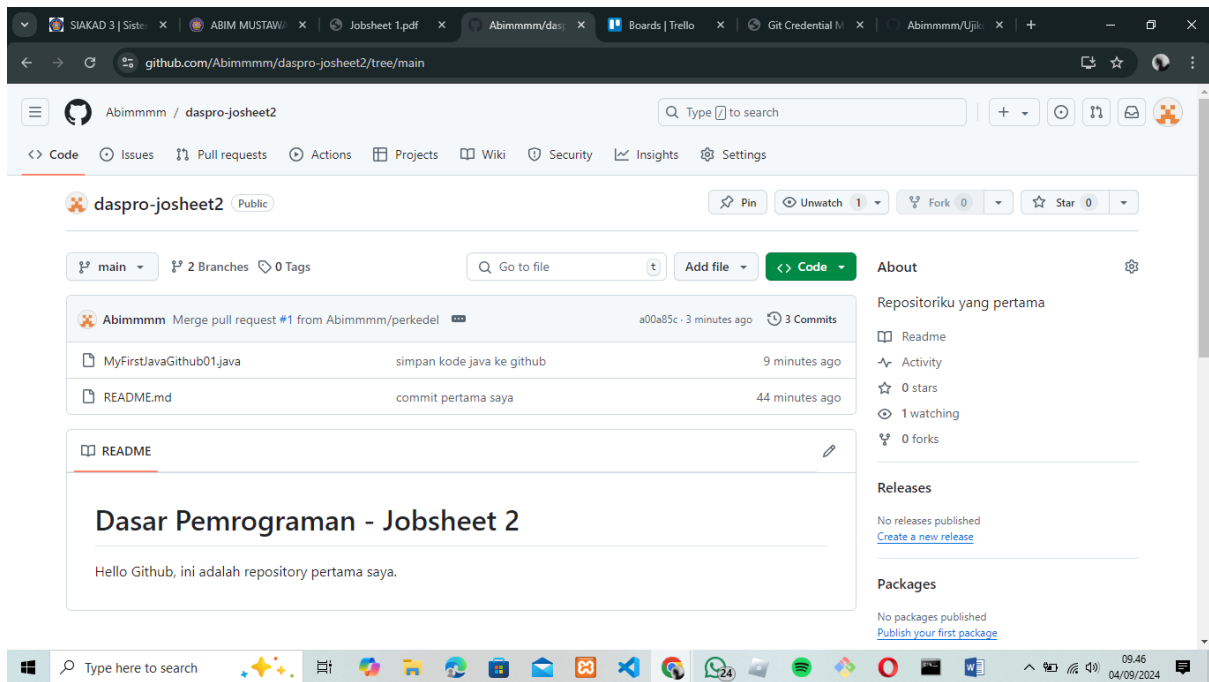 SIAKAD 3 | Siste ABIM MUSTAWA Jobsheet 1.pdf Abimmmm/dasp Boards | Trello Git Credential M Abimmmm/Ujik
github.com/Abimmmm/daspro-josheet2/tree/main
Abimmmm / daspro-josheet2 Type / to search
Code Issues Pull requests Actions Projects Wiki Security Insights Settings
daspro-josheet2 Public Pin Unwatch 1 Fork 0 Star 0
main 2 Branches 0 Tags Go to file t Add file Code About
Repositoriku yang pertama
Abimmmm Merge pull request #1 from Abimmmm/perkedel a00a85c · 3 minutes ago 3 Commits
Readme
MyFirstJavaGithub01.java simpan kode java ke github 9 minutes ago
Activity
0 stars
README.md commit pertama saya 44 minutes ago
1 watching
0 forks
README
Releases
Dasar Pemrograman - Jobsheet 2
No releases published
Create a new release
Hello Github, ini adalah repository pertama saya.
Packages
No packages published
Publish your first package
Type here to search 24 09.46
04/09/2024